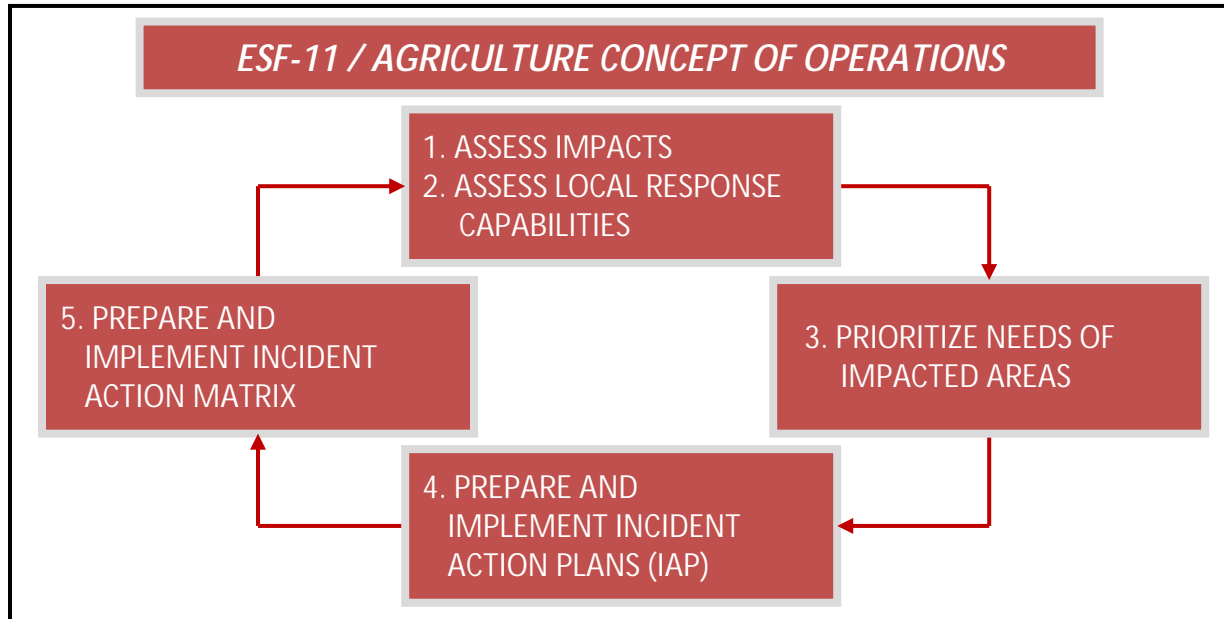 ESF-11 / AGRICULTURE CONCEPT OF OPERATIONS
1. ASSESS IMPACTS
2. ASSESS LOCAL RESPONSE
CAPABILITIES
3. PRIORITIZE NEEDS OF
IMPACTED AREAS
4. PREPARE AND
IMPLEMENT INCIDENT
ACTION PLANS (IAP)
5. PREPARE AND
IMPLEMENT INCIDENT
ACTION MATRIX